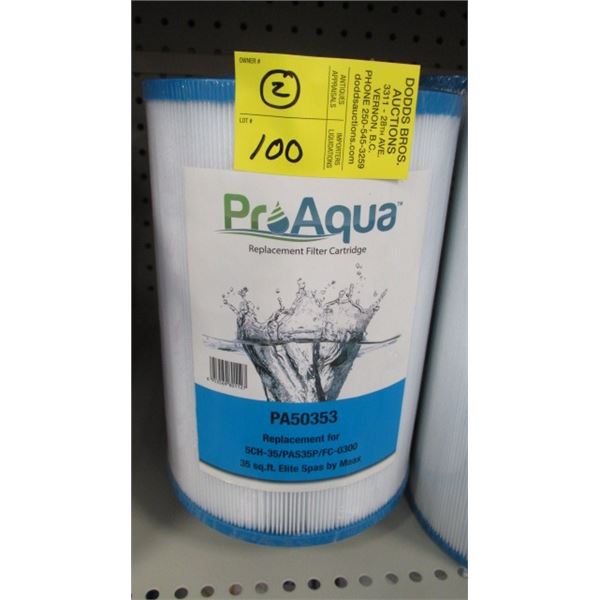 OWNER #
2
LOT #
100
ANTIQUES
APPRAISALS
IMPORTERS
LIQUIDATIONS
DODDS BROS.
AUCTIONS
3311 - 28TH AVE.
VERNON, B.C.
PHONE 250-545-3259
doddsauctions.com
ProAqua™
Replacement Filter Cartridge
PA50353
Replacement for
5CH-35/PAS35P/FC-0300
35 sq.ft. Elite Spas by Maax